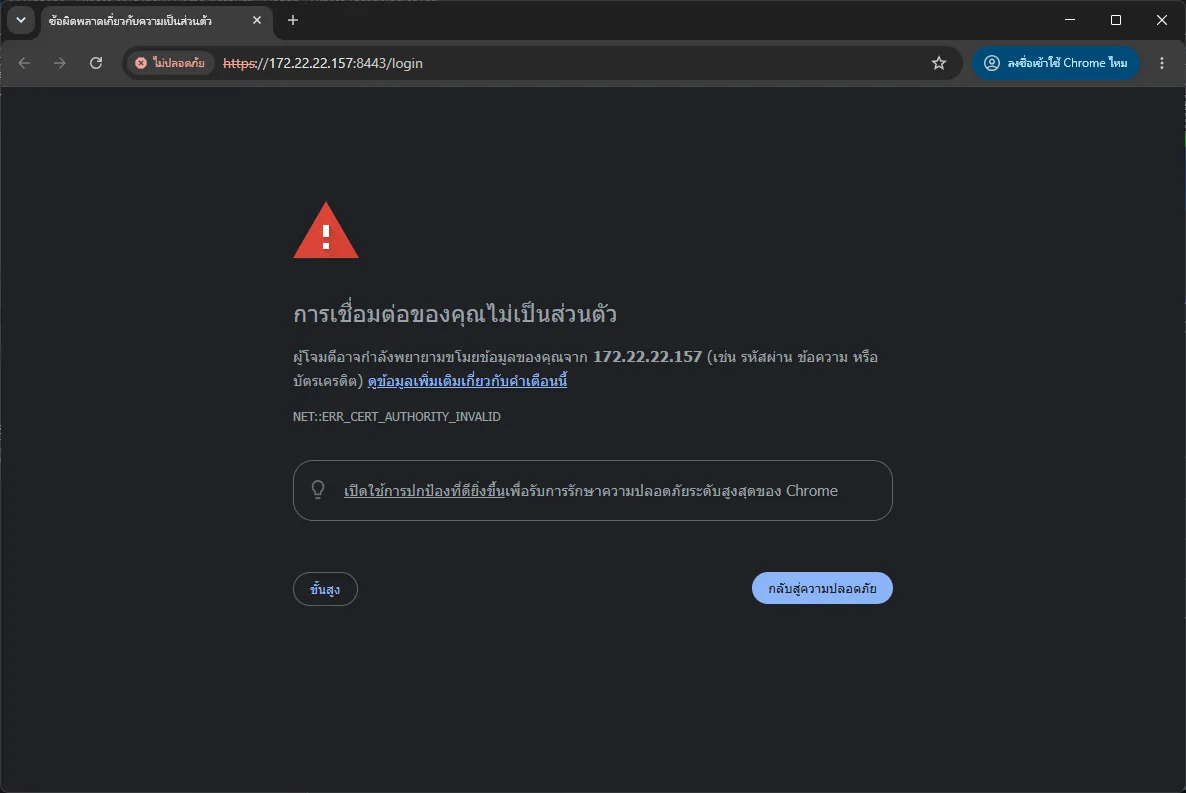 ข้อผิดพลาดเกี่ยวกับความเป็นส่วนตัว
ไม่ปลอดภัย https://172.22.22.157:8443/login ลงชื่อเข้าใช้ Chrome ไหม
การเชื่อมต่อของคุณไม่เป็นส่วนตัว
ผู้โจมตีอาจกำลังพยายามขโมยข้อมูลของคุณจาก 172.22.22.157 (เช่น รหัสผ่าน ข้อความ หรือ
บัตรเครดิต) ดูข้อมูลเพิ่มเติมเกี่ยวกับคำเตือนนี้
NET::ERR_CERT_AUTHORITY_INVALID
เปิดใช้การปกป้องที่ดียิ่งขึ้นเพื่อรับการรักษาความปลอดภัยระดับสูงสุดของ Chrome
ขั้นสูง กลับสู่ความปลอดภัย